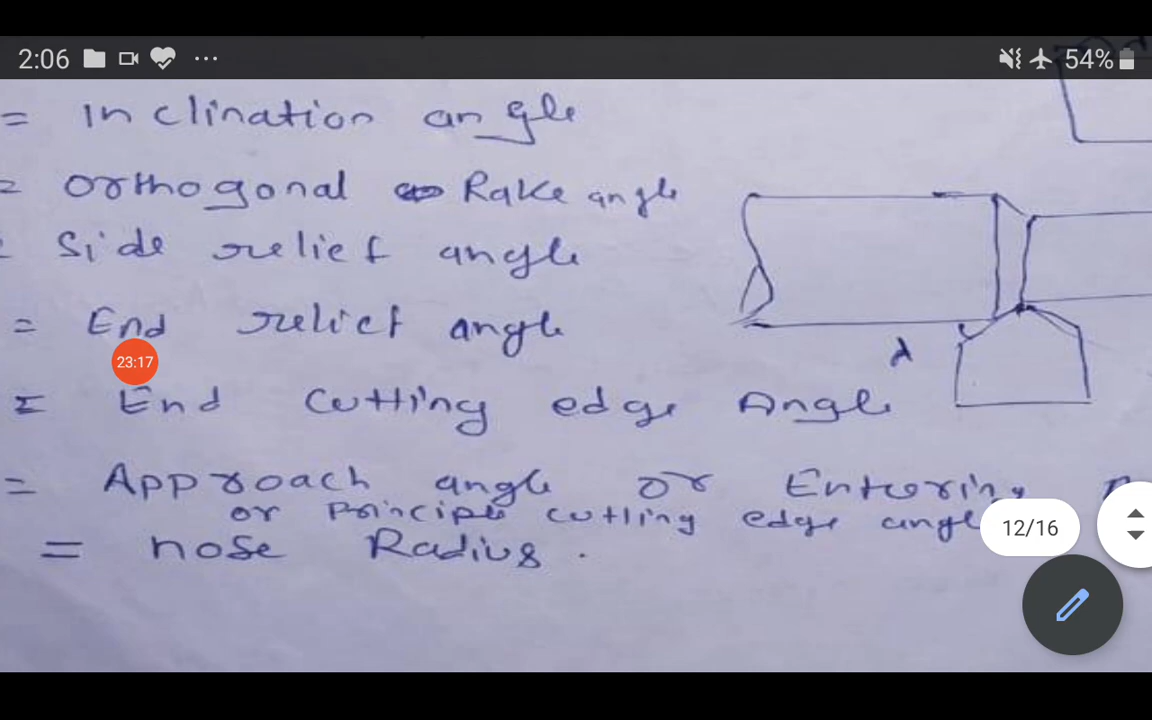 2:06 ... 54%
= Inclination angle
= Orthogonal Rake angle
= Side relief angle
= End relief angle
23:17
= End Cutting edge Angle
λ
= Approach angle or Entering
or Principle cutting edge angle
12/16
= nose Radius.